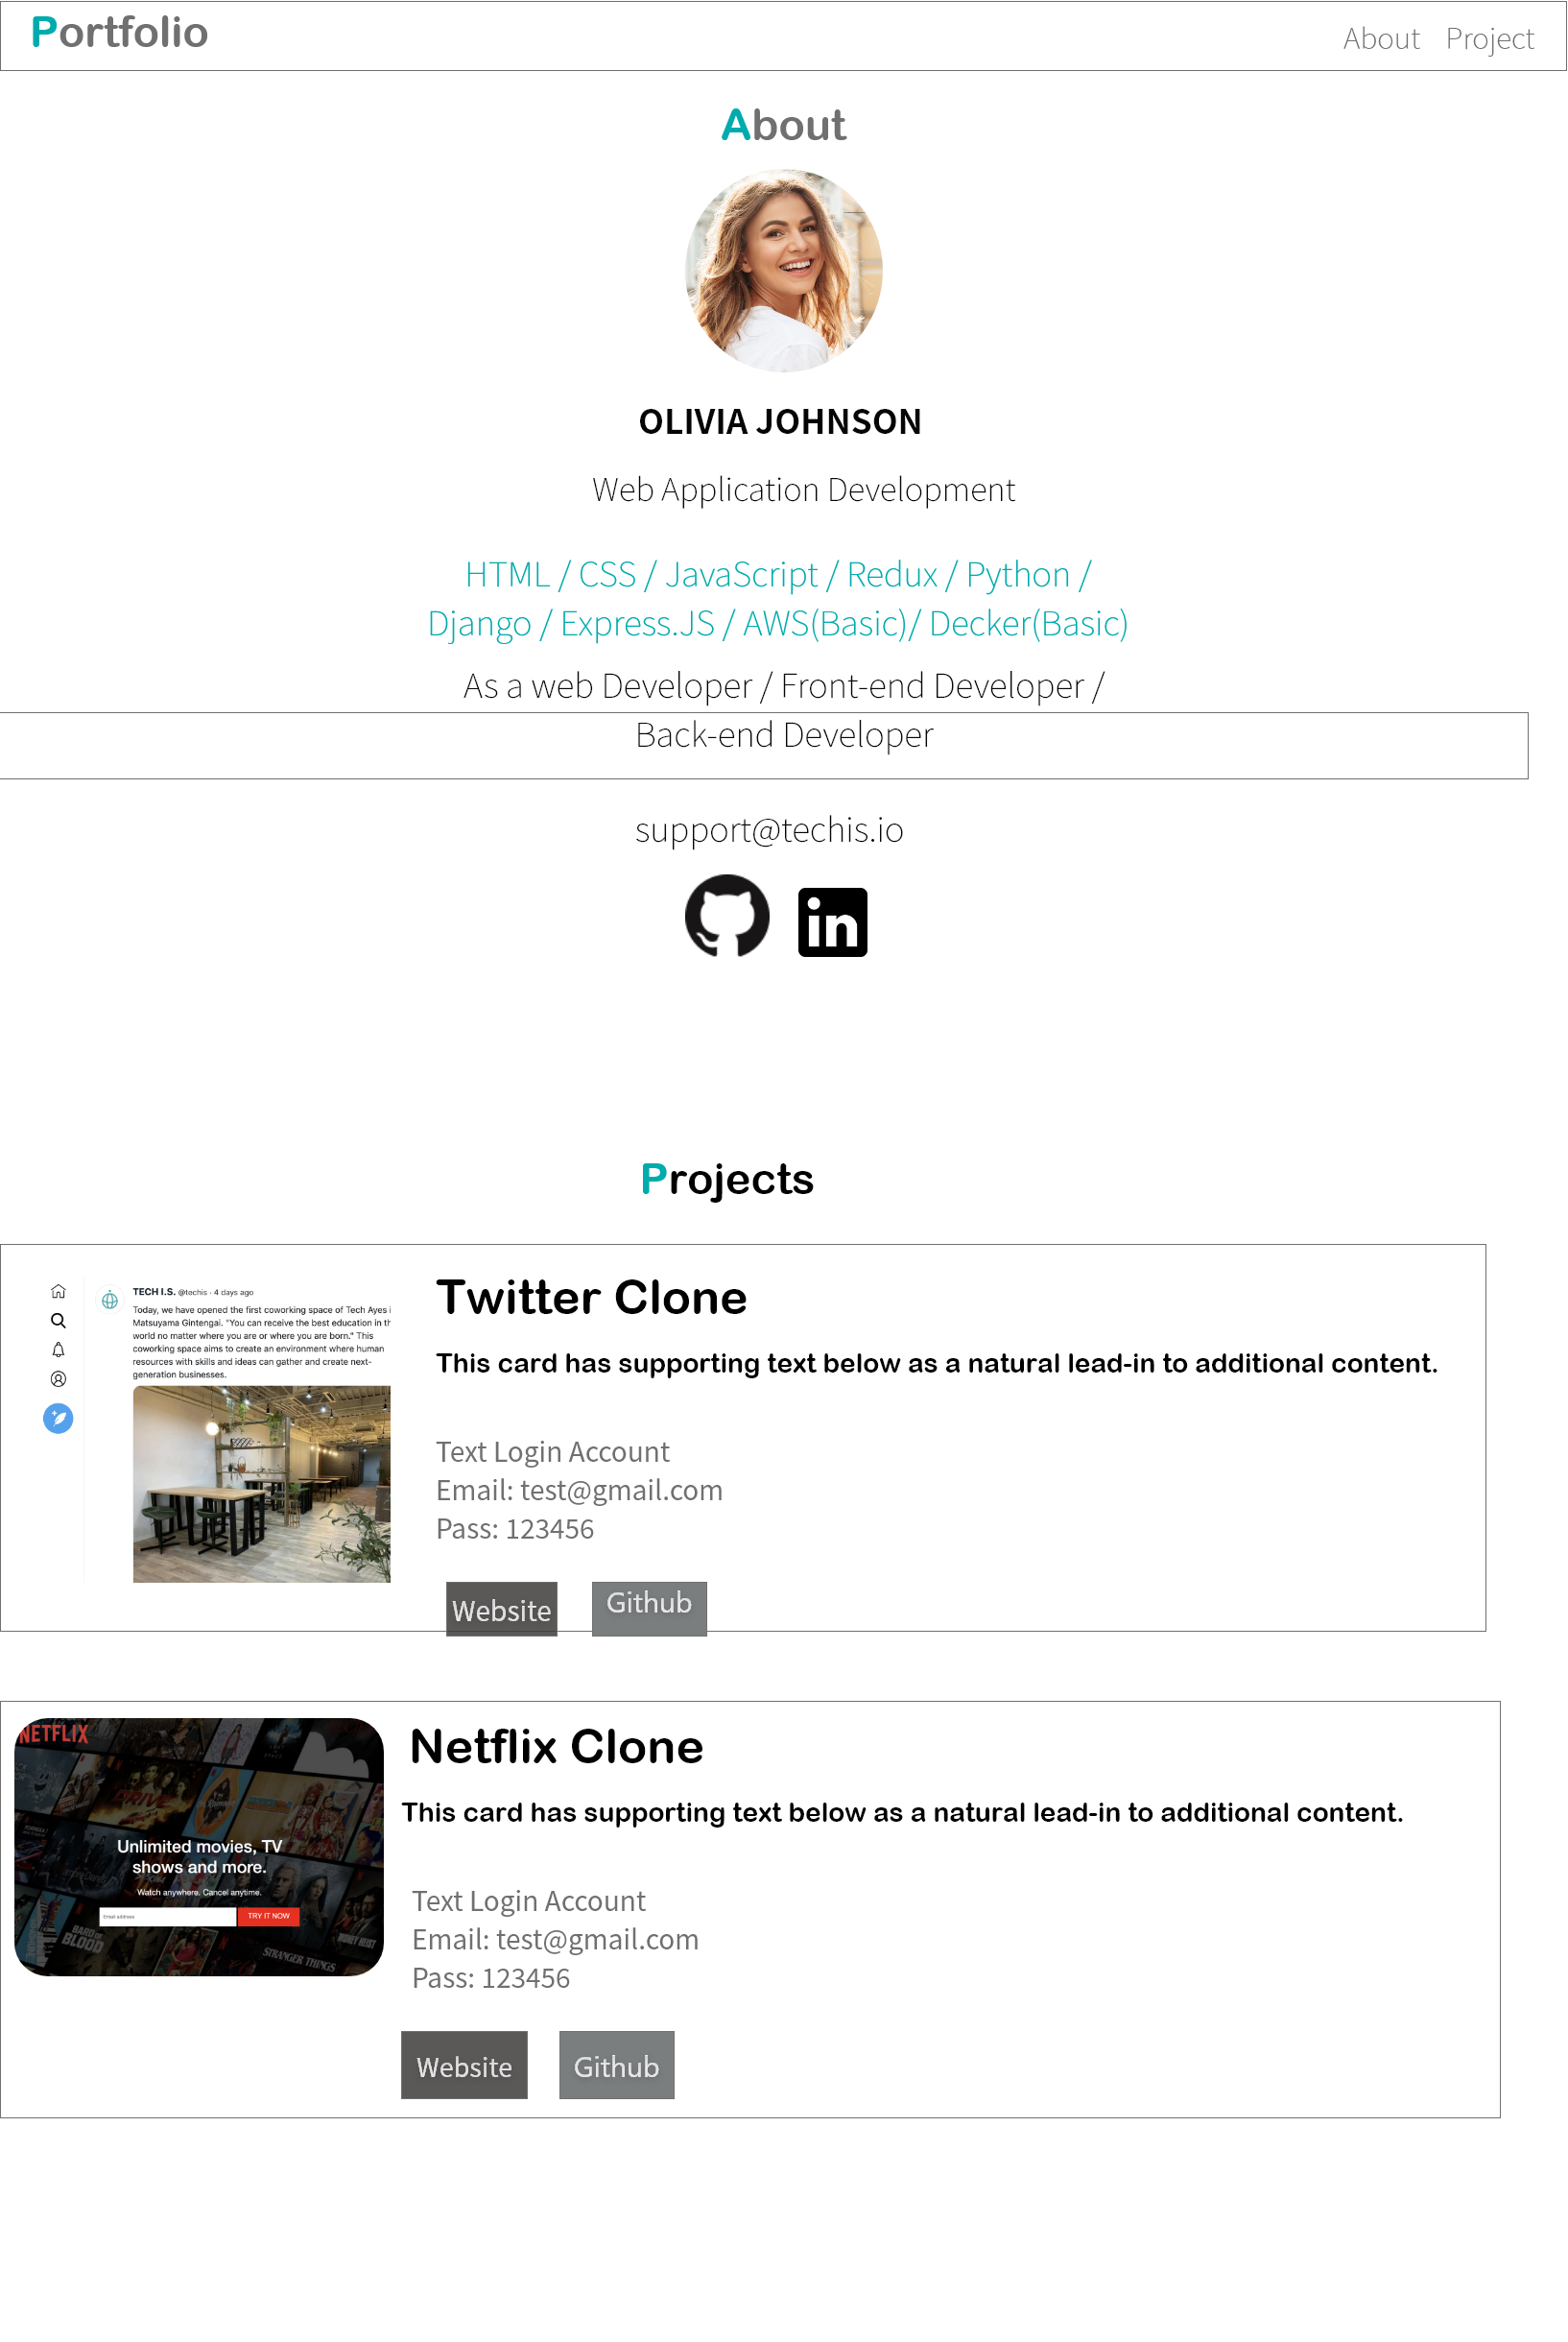 Portfolio
About Project
About
OLIVIA JOHNSON
Web Application Development
HTML / CSS / JavaScript / Redux / Python /
Django / Express.JS / AWS(Basic)/ Decker(Basic)
As a web Developer / Front-end Developer /
Back-end Developer
support@techis.io
in
Projects
TECH I.S. @techis · 4 days ago
Today, we have opened the first coworking space of Tech Ayes i
Matsuyama Gintengai. "You can receive the best education in th
world no matter where you are or where you are born." This
coworking space aims to create an environment where human
resources with skills and ideas can gather and create next-
generation businesses.
Twitter Clone
This card has supporting text below as a natural lead-in to additional content.
Text Login Account
Email: test@gmail.com
Pass: 123456
Website Github
NETFLIX
Unlimited movies, TV
shows and more.
Watch anywhere. Cancel anytime.
Email address TRY IT NOW
BARD OF
BLOOD
STRANGER THINGS
MONEY HEIST
Netflix Clone
This card has supporting text below as a natural lead-in to additional content.
Text Login Account
Email: test@gmail.com
Pass: 123456
Website Github